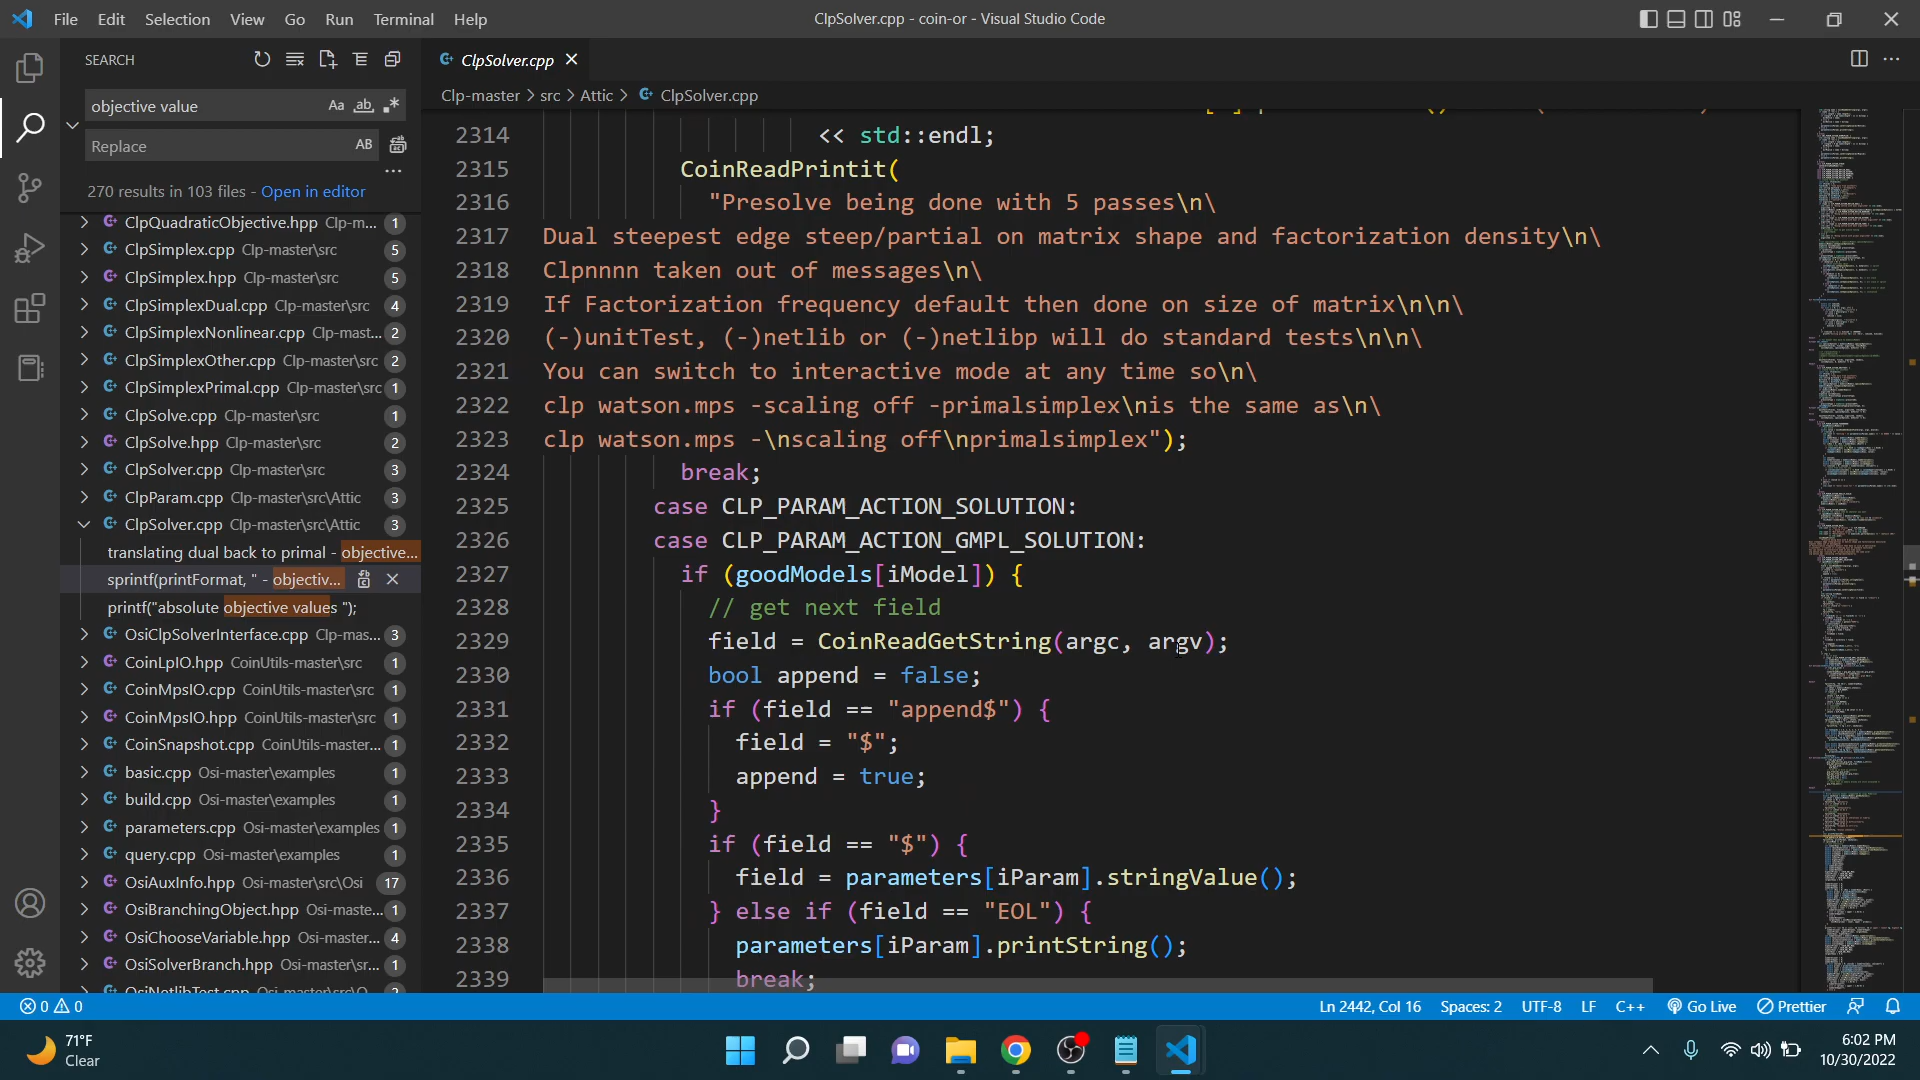 File Edit Selection View Go Run Terminal Help
ClpSolver.cpp - coin-or - Visual Studio Code
SEARCH
objective value
Aa ab
Replace
AB
270 results in 103 files - Open in editor
ClpQuadraticObjective.hpp Clp-m... 1
ClpSimplex.cpp Clp-master\src 5
ClpSimplex.hpp Clp-master\src 5
ClpSimplexDual.cpp Clp-master\src 4
ClpSimplexNonlinear.cpp Clp-mast... 2
ClpSimplexOther.cpp Clp-master\src 2
ClpSimplexPrimal.cpp Clp-master\src 1
ClpSolve.cpp Clp-master\src 1
ClpSolve.hpp Clp-master\src 2
ClpSolver.cpp Clp-master\src 3
ClpParam.cpp Clp-master\src\Attic 3
ClpSolver.cpp Clp-master\src\Attic 3
translating dual back to primal - objective...
sprintf(printFormat, " - objectiv...
printf("absolute objective values ");
OsiClpSolverInterface.cpp Clp-mas... 3
CoinLpIO.hpp CoinUtils-master\src 1
CoinMpsIO.cpp CoinUtils-master\src 1
CoinMpsIO.hpp CoinUtils-master\src 1
CoinSnapshot.cpp CoinUtils-master... 1
basic.cpp Osi-master\examples 1
build.cpp Osi-master\examples 1
parameters.cpp Osi-master\examples 1
query.cpp Osi-master\examples 1
OsiAuxInfo.hpp Osi-master\src\Osi 17
OsiBranchingObject.hpp Osi-maste... 1
OsiChooseVariable.hpp Osi-master... 4
OsiSolverBranch.hpp Osi-master\sr... 1
OsiNetlibTest.cpp Osi-master\src\O... 2
ClpSolver.cpp
Clp-master > src > Attic > ClpSolver.cpp
2314 << std::endl;
2315 CoinReadPrintit(
2316 "Presolve being done with 5 passes\n\
2317 Dual steepest edge steep/partial on matrix shape and factorization density\n\
2318 Clpnnnn taken out of messages\n\
2319 If Factorization frequency default then done on size of matrix\n\n\
2320 (-)unitTest, (-)netlib or (-)netlibp will do standard tests\n\n\
2321 You can switch to interactive mode at any time so\n\
2322 clp watson.mps -scaling off -primalsimplex\nis the same as\n\
2323 clp watson.mps -\nscaling off\nprimalsimplex");
2324 break;
2325 case CLP_PARAM_ACTION_SOLUTION:
2326 case CLP_PARAM_ACTION_GMPL_SOLUTION:
2327 if (goodModels[iModel]) {
2328 // get next field
2329 field = CoinReadGetString(argc, argv);
2330 bool append = false;
2331 if (field == "append$") {
2332 field = "$";
2333 append = true;
2334 }
2335 if (field == "$") {
2336 field = parameters[iParam].stringValue();
2337 } else if (field == "EOL") {
2338 parameters[iParam].printString();
2339 break;
0 0
Ln 2442, Col 16 Spaces: 2 UTF-8 LF C++ Go Live Prettier
71°F
Clear
6:02 PM
10/30/2022